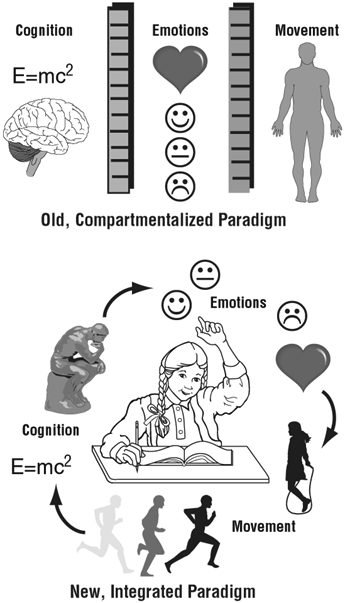 Cognition
Emotions
Movement
E=mc²
Old, Compartmentalized Paradigm
Emotions
Cognition
E=mc²
Movement
New, Integrated Paradigm